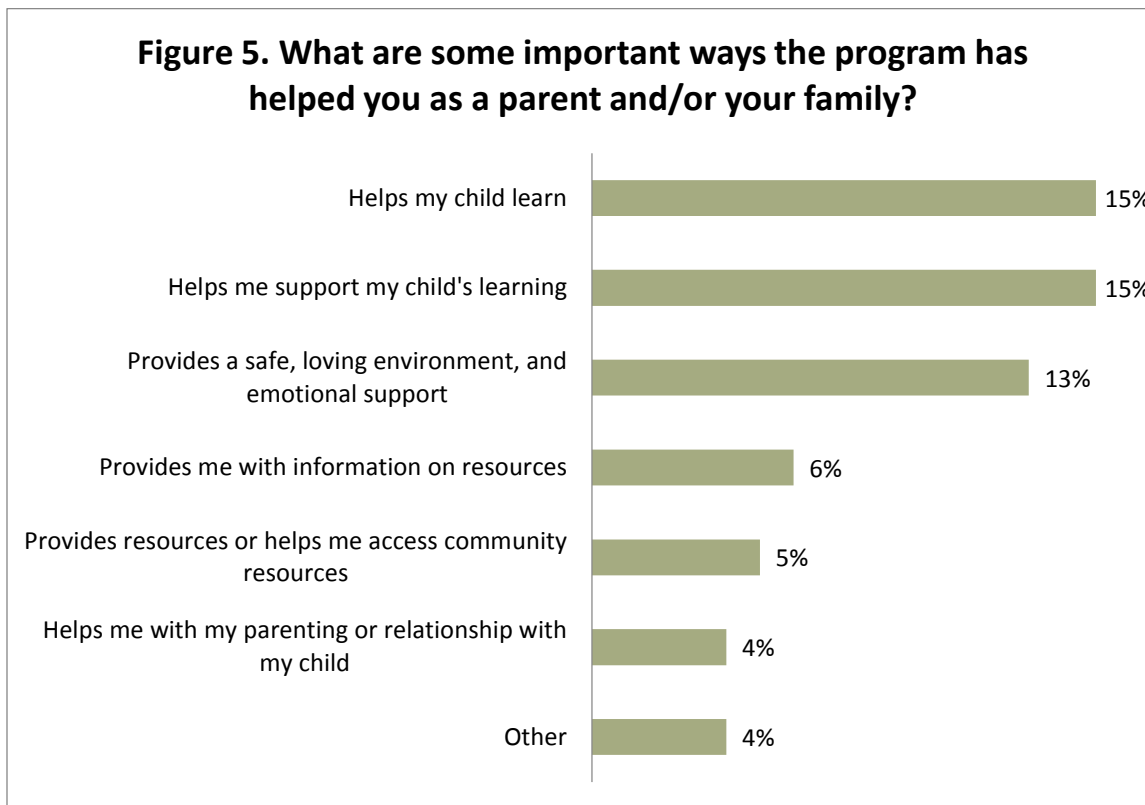 Figure 5. What are some important ways the program has
helped you as a parent and/or your family?
Helps my child learn
15%
Helps me support my child's learning
15%
Provides a safe, loving environment, and
emotional support
13%
Provides me with information on resources
6%
Provides resources or helps me access community
resources
5%
Helps me with my parenting or relationship with
my child
4%
Other
4%